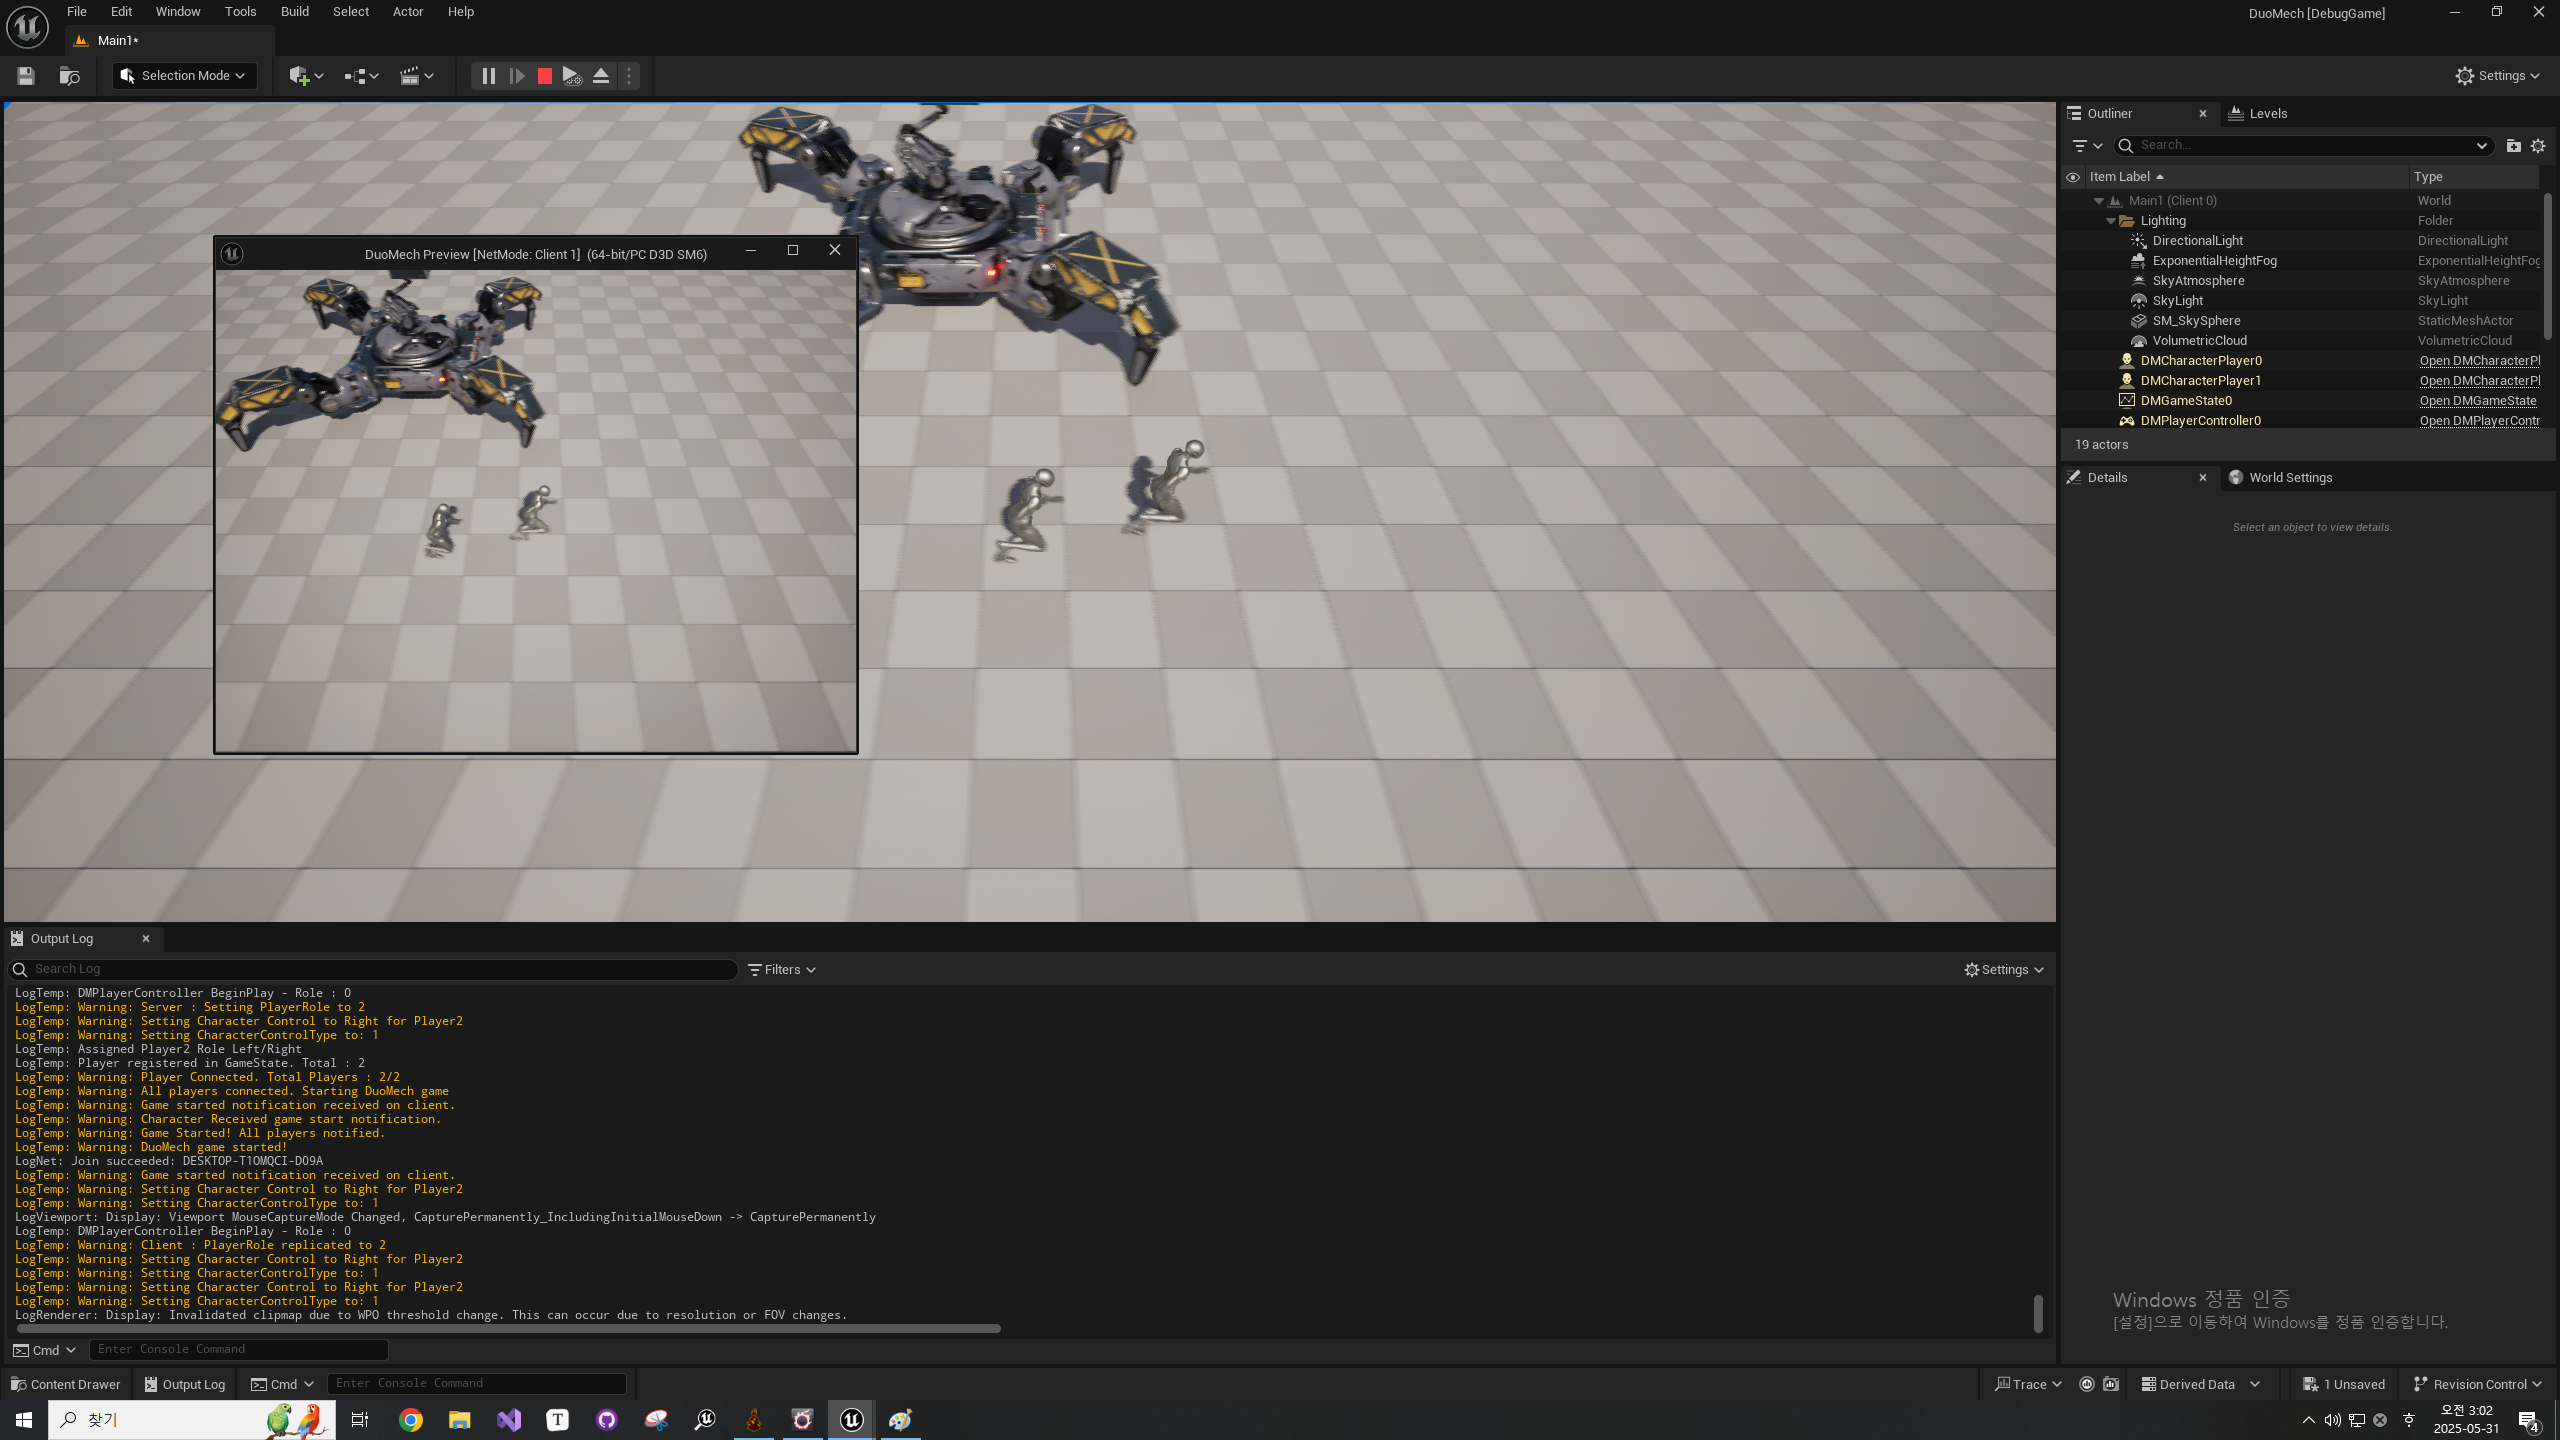 File Edit Window Tools Build Select Actor Help
DuoMech [DebugGame]
Main1*
Selection Mode
Settings
Outliner
Levels
Search...
Item Label Type
Main1 (Client 0) World
Lighting Folder
DirectionalLight DirectionalLight
ExponentialHeightFog ExponentialHeightFog
SkyAtmosphere SkyAtmosphere
SkyLight SkyLight
SM_SkySphere StaticMeshActor
VolumetricCloud VolumetricCloud
DMCharacterPlayer0 Open DMCharacterPl
DMCharacterPlayer1 Open DMCharacterPl
DMGameState0 Open DMGameState
DMPlayerController0 Open DMPlayerContr
19 actors
Details
World Settings
Select an object to view details.
DuoMech Preview [NetMode: Client 1] (64-bit/PC D3D SM6)
Output Log
Search Log
Filters
Settings
LogTemp: DMPlayerController BeginPlay - Role : 0
LogTemp: Warning: Server : Setting PlayerRole to 2
LogTemp: Warning: Setting Character Control to Right for Player2
LogTemp: Warning: Setting CharacterControlType to: 1
LogTemp: Assigned Player2 Role Left/Right
LogTemp: Player registered in GameState. Total : 2
LogTemp: Warning: Player Connected. Total Players : 2/2
LogTemp: Warning: All players connected. Starting DuoMech game
LogTemp: Warning: Game started notification received on client.
LogTemp: Warning: Character Received game start notification.
LogTemp: Warning: Game Started! All players notified.
LogTemp: Warning: DuoMech game started!
LogNet: Join succeeded: DESKTOP-T1OMQCI-D09A
LogTemp: Warning: Game started notification received on client.
LogTemp: Warning: Setting Character Control to Right for Player2
LogTemp: Warning: Setting CharacterControlType to: 1
LogViewport: Display: Viewport MouseCaptureMode Changed, CapturePermanently_IncludingInitialMouseDown -> CapturePermanently
LogTemp: DMPlayerController BeginPlay - Role : 0
LogTemp: Warning: Client : PlayerRole replicated to 2
LogTemp: Warning: Setting Character Control to Right for Player2
LogTemp: Warning: Setting CharacterControlType to: 1
LogTemp: Warning: Setting Character Control to Right for Player2
LogTemp: Warning: Setting CharacterControlType to: 1
LogRenderer: Display: Invalidated clipmap due to WPO threshold change. This can occur due to resolution or FOV changes.
Cmd Enter Console Command
Windows 정품 인증
[설정]으로 이동하여 Windows를 정품 인증합니다.
Content Drawer Output Log Cmd Enter Console Command
Trace Derived Data 1 Unsaved Revision Control
찾기
T
오전 3:02
2025-05-31
4